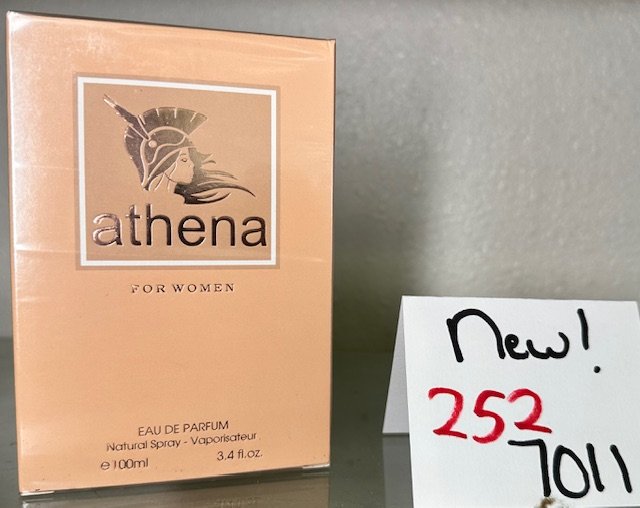 athena
FOR WOMEN
EAU DE PARFUM
Natural Spray - Vaporisateur
e 100ml 3.4 fl.oz.
New!
252
7011